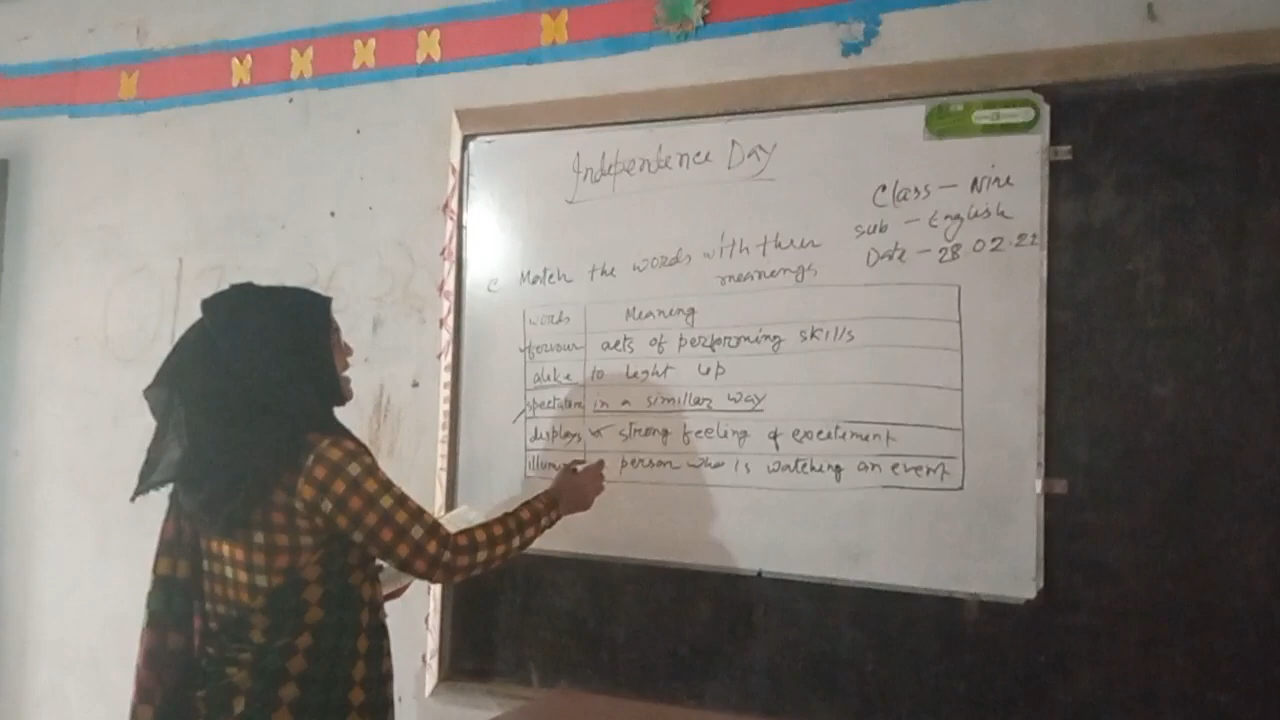 Independence Day
Class - Nine
Sub - English
Date - 28.02.22
C Match the words with their
meanings
words Meaning
fervour acts of performing skills
alike to light up
spectators in a similar way
displays a strong feeling of excitement
person who is watching an event